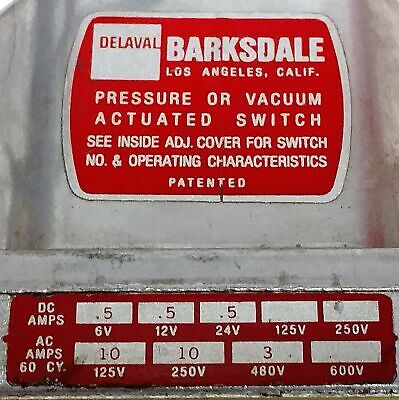 DELAVAL BARKSDALE
LOS ANGELES, CALIF.
PRESSURE OR VACUUM
ACTUATED SWITCH
SEE INSIDE ADJ. COVER FOR SWITCH
NO. & OPERATING CHARACTERISTICS
PATENTED
DC AMPS .5 .5 .5
6V 12V 24V 125V 250V
AC AMPS 60 CY. 10 10 3
125V 250V 480V 600V